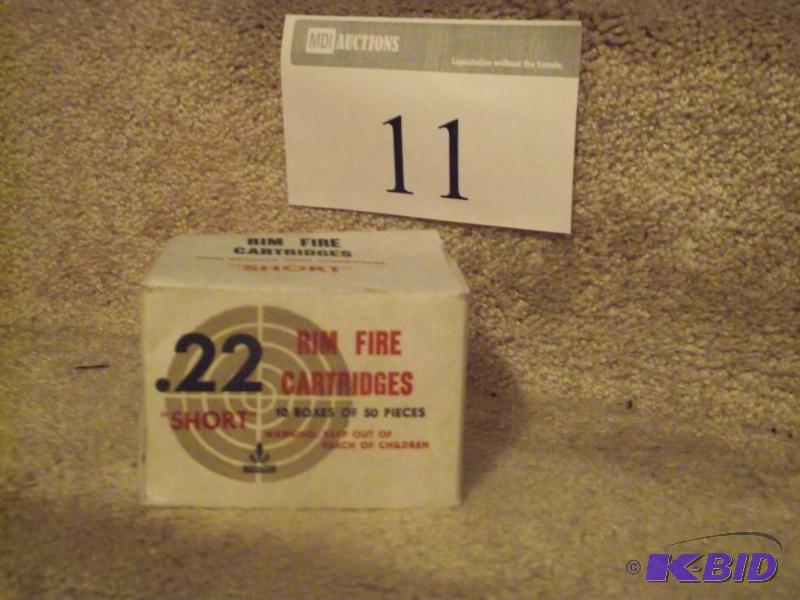 MDI AUCTIONS
Liquidation without the hassle.
11
RIM FIRE
CARTRIDGES
"SHORT"
.22
RIM FIRE
CARTRIDGES
"SHORT"
10 BOXES OF 50 PIECES
WARNING: KEEP OUT OF
REACH OF CHILDREN
© K-BID